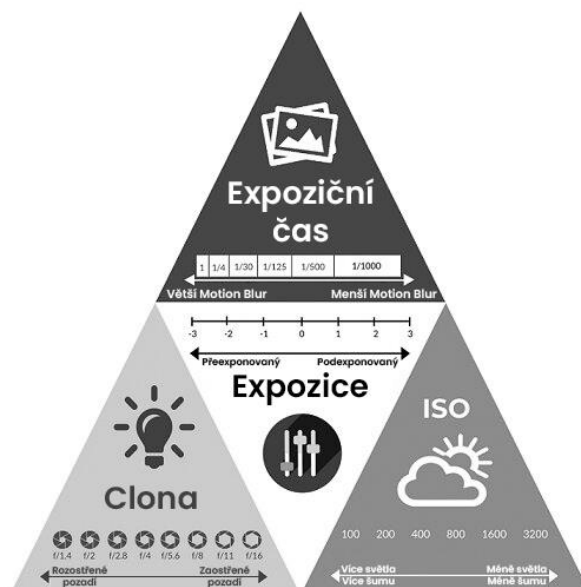 Expoziční
čas
1 1/4 1/30 1/125 1/500 1/1000
Větší Motion Blur Menší Motion Blur
-3 -2 -1 0 1 2 3
Přeexponovaný Podexponovaný
Expozice
ISO
Clona
100 200 400 800 1600 3200
f/1.4 f/2 f/2.8 f/4 f/5.6 f/8 f/11 f/16
Rozostřené Zaostřené
pozadí pozadí
Více světla Méně světla
Více šumu Méně šumu